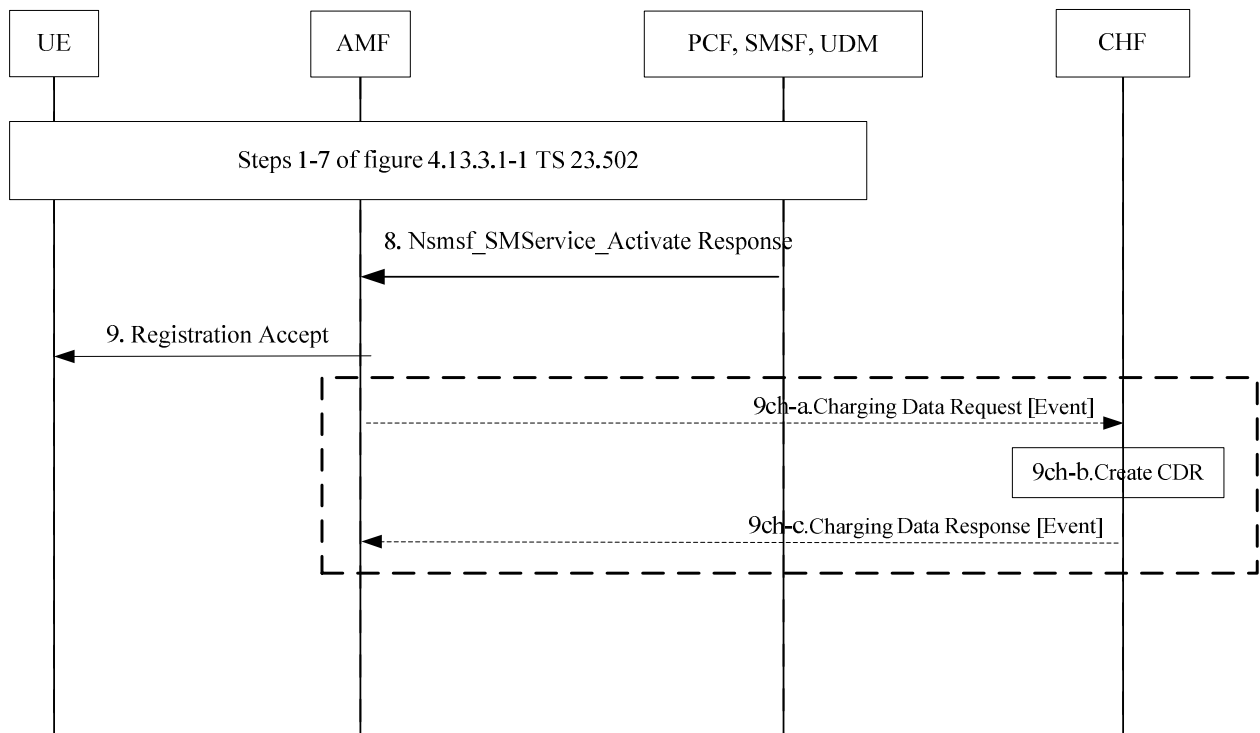 UE
AMF
PCF, SMSF, UDM
CHF
Steps 1-7 of figure 4.13.3.1-1 TS 23.502
8. Nsmsf_SMService_Activate Response
9. Registration Accept
9ch-a.Charging Data Request [Event]
9ch-b.Create CDR
9ch-c.Charging Data Response [Event]